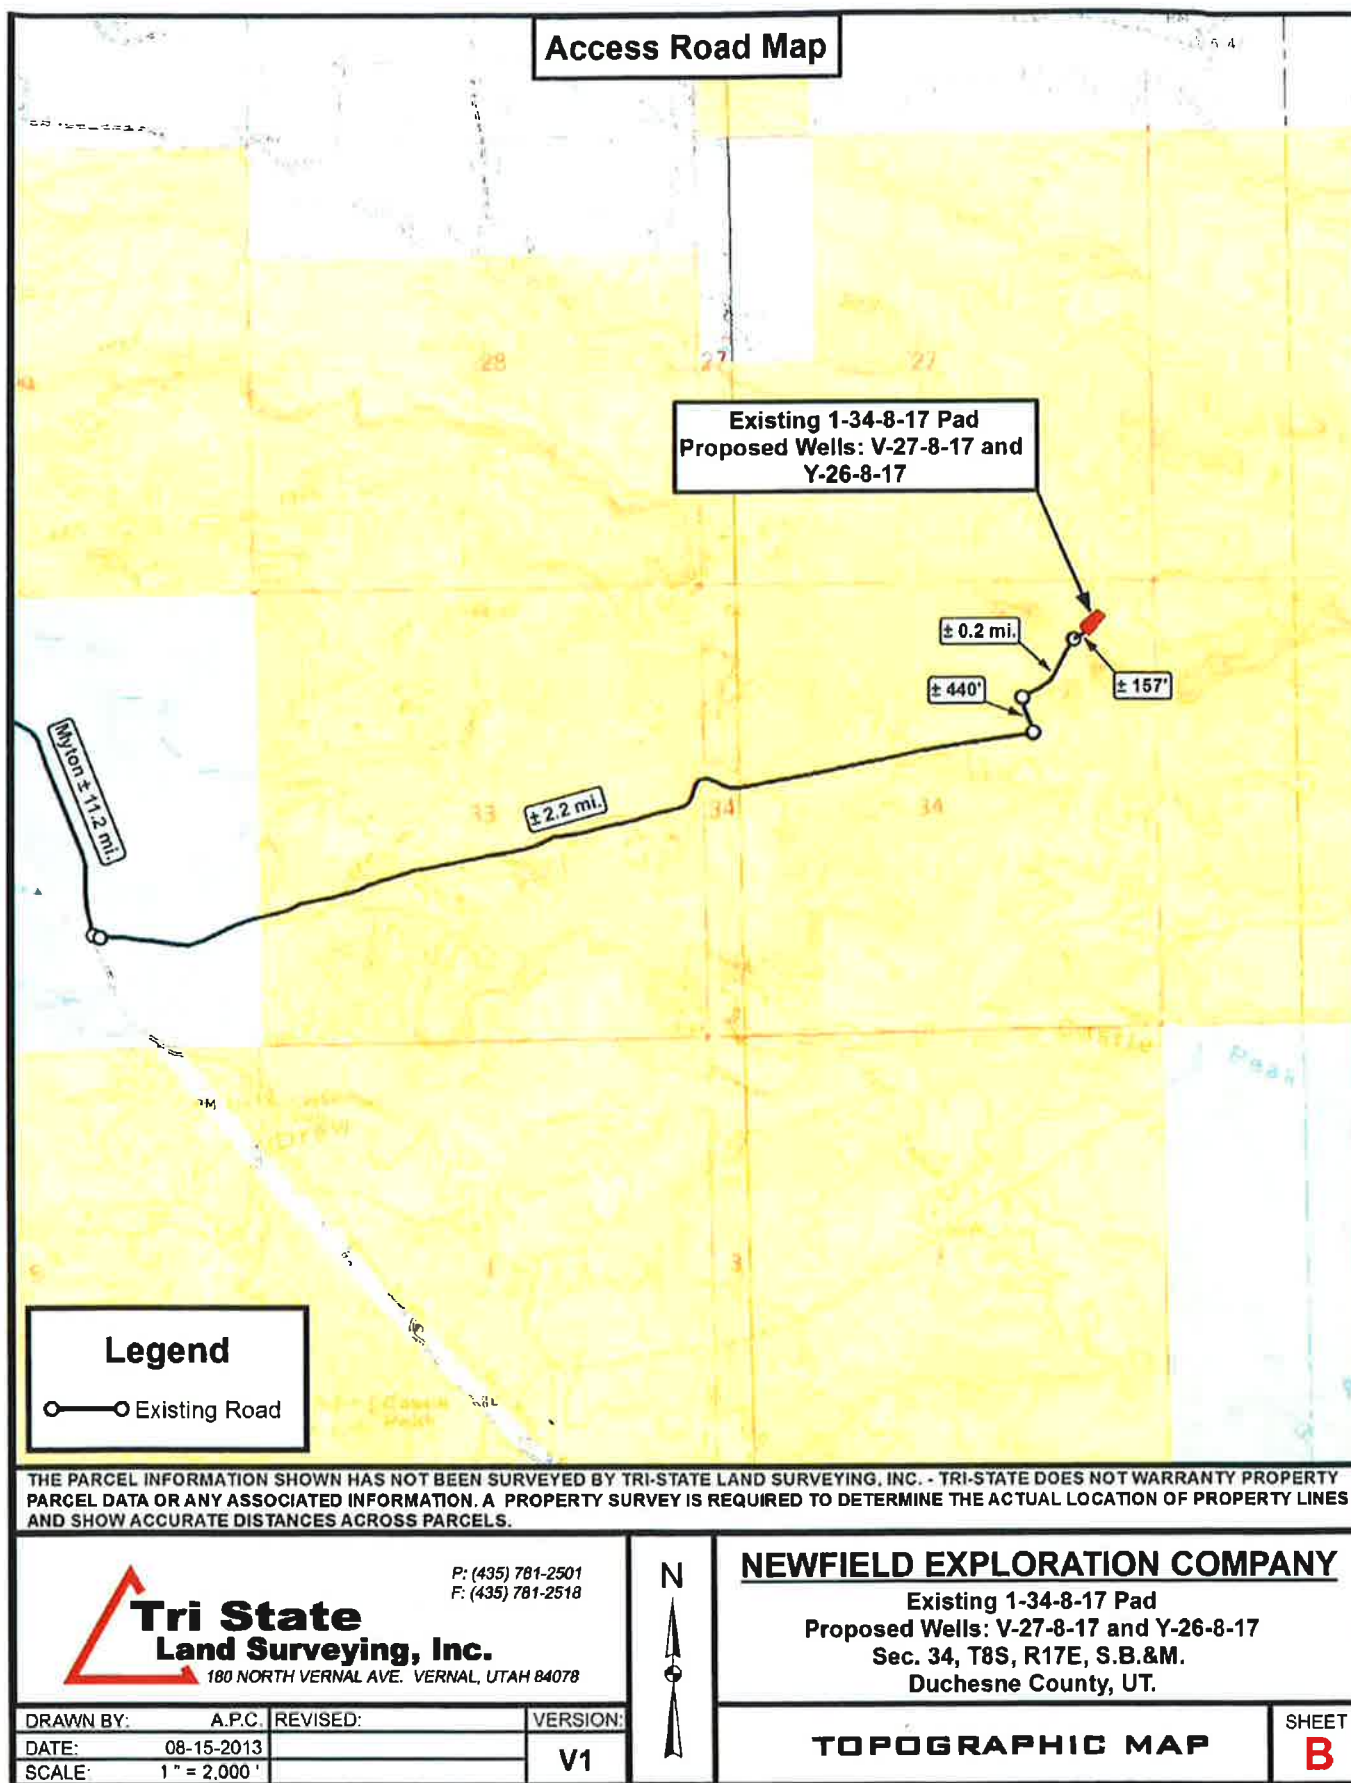 Access Road Map
28
27
27
Existing 1-34-8-17 Pad
Proposed Wells: V-27-8-17 and
Y-26-8-17
± 0.2 mi.
± 440'
± 157'
Myton ± 11.2 mi.
33
± 2.2 mi.
34
34
Draw
3
Legend
Existing Road
THE PARCEL INFORMATION SHOWN HAS NOT BEEN SURVEYED BY TRI-STATE LAND SURVEYING, INC. - TRI-STATE DOES NOT WARRANTY PROPERTY
PARCEL DATA OR ANY ASSOCIATED INFORMATION. A PROPERTY SURVEY IS REQUIRED TO DETERMINE THE ACTUAL LOCATION OF PROPERTY LINES
AND SHOW ACCURATE DISTANCES ACROSS PARCELS.
P: (435) 781-2501
F: (435) 781-2518
Tri State
Land Surveying, Inc.
180 NORTH VERNAL AVE. VERNAL, UTAH 84078
N
NEWFIELD EXPLORATION COMPANY
Existing 1-34-8-17 Pad
Proposed Wells: V-27-8-17 and Y-26-8-17
Sec. 34, T8S, R17E, S.B.&M.
Duchesne County, UT.
DRAWN BY: A.P.C. REVISED: VERSION:
DATE: 08-15-2013
SCALE: 1 " = 2,000 '
V1
TOPOGRAPHIC MAP
SHEET
B